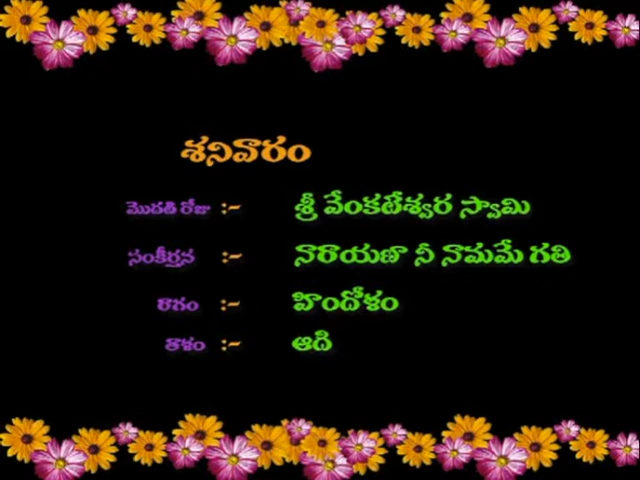 శనివారం
మొదటి రోజు :- శ్రీ వేంకటేశ్వర స్వామి
సంకీర్తన :- నారాయణా నీ నామమే గతి
రాగం :- హిందోళం
తాళం :- ఆది